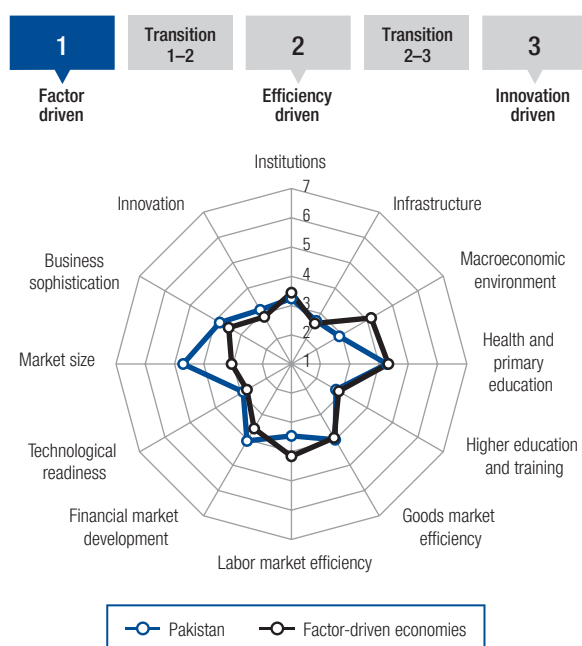 1
Transition
1–2
2
Transition
2–3
3
Factor
driven
Efficiency
driven
Innovation
driven
Institutions
Infrastructure
Macroeconomic
environment
Health and
primary
education
Higher education
and training
Goods market
efficiency
Labor market efficiency
Financial market
development
Technological
readiness
Market size
Business
sophistication
Innovation
7
6
5
4
3
2
1
Pakistan
Factor-driven economies